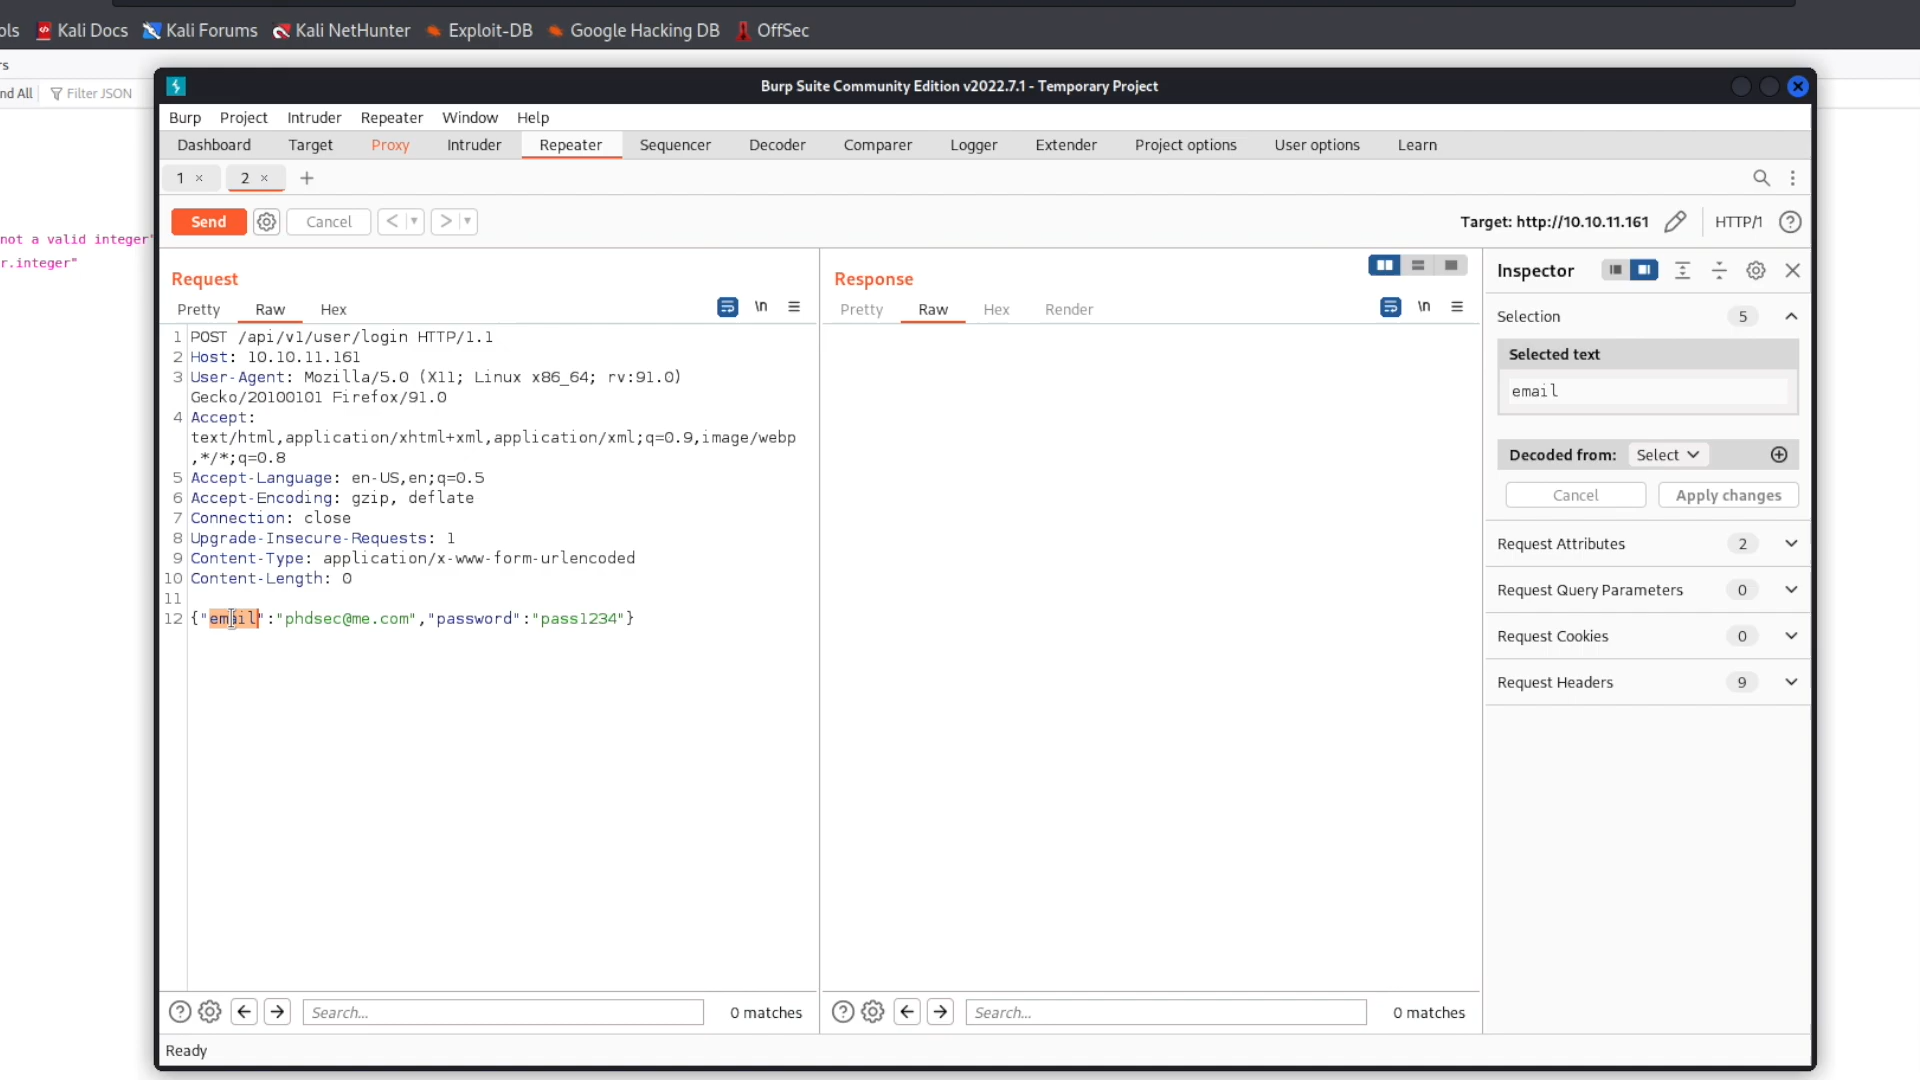 ols Kali Docs Kali Forums Kali NetHunter Exploit-DB Google Hacking DB OffSec
rs
nd All Filter JSON
not a valid integer"
r.integer"
Burp Suite Community Edition v2022.7.1 - Temporary Project
Burp Project Intruder Repeater Window Help
Dashboard Target Proxy Intruder Repeater Sequencer Decoder Comparer Logger Extender Project options User options Learn
1 × 2 × +
Send Cancel < > Target: http://10.10.11.161 HTTP/1 ?
Request
Pretty Raw Hex \n
1 POST /api/v1/user/login HTTP/1.1
2 Host: 10.10.11.161
3 User-Agent: Mozilla/5.0 (X11; Linux x86_64; rv:91.0)
Gecko/20100101 Firefox/91.0
4 Accept:
text/html,application/xhtml+xml,application/xml;q=0.9,image/webp
,*/*;q=0.8
5 Accept-Language: en-US,en;q=0.5
6 Accept-Encoding: gzip, deflate
7 Connection: close
8 Upgrade-Insecure-Requests: 1
9 Content-Type: application/x-www-form-urlencoded
10 Content-Length: 0
11
12 {"email":"phdsec@me.com","password":"pass1234"}
Search... 0 matches
Response
Pretty Raw Hex Render \n
Search... 0 matches
Inspector
Selection 5
Selected text
email
Decoded from: Select
Cancel Apply changes
Request Attributes 2
Request Query Parameters 0
Request Cookies 0
Request Headers 9
Ready